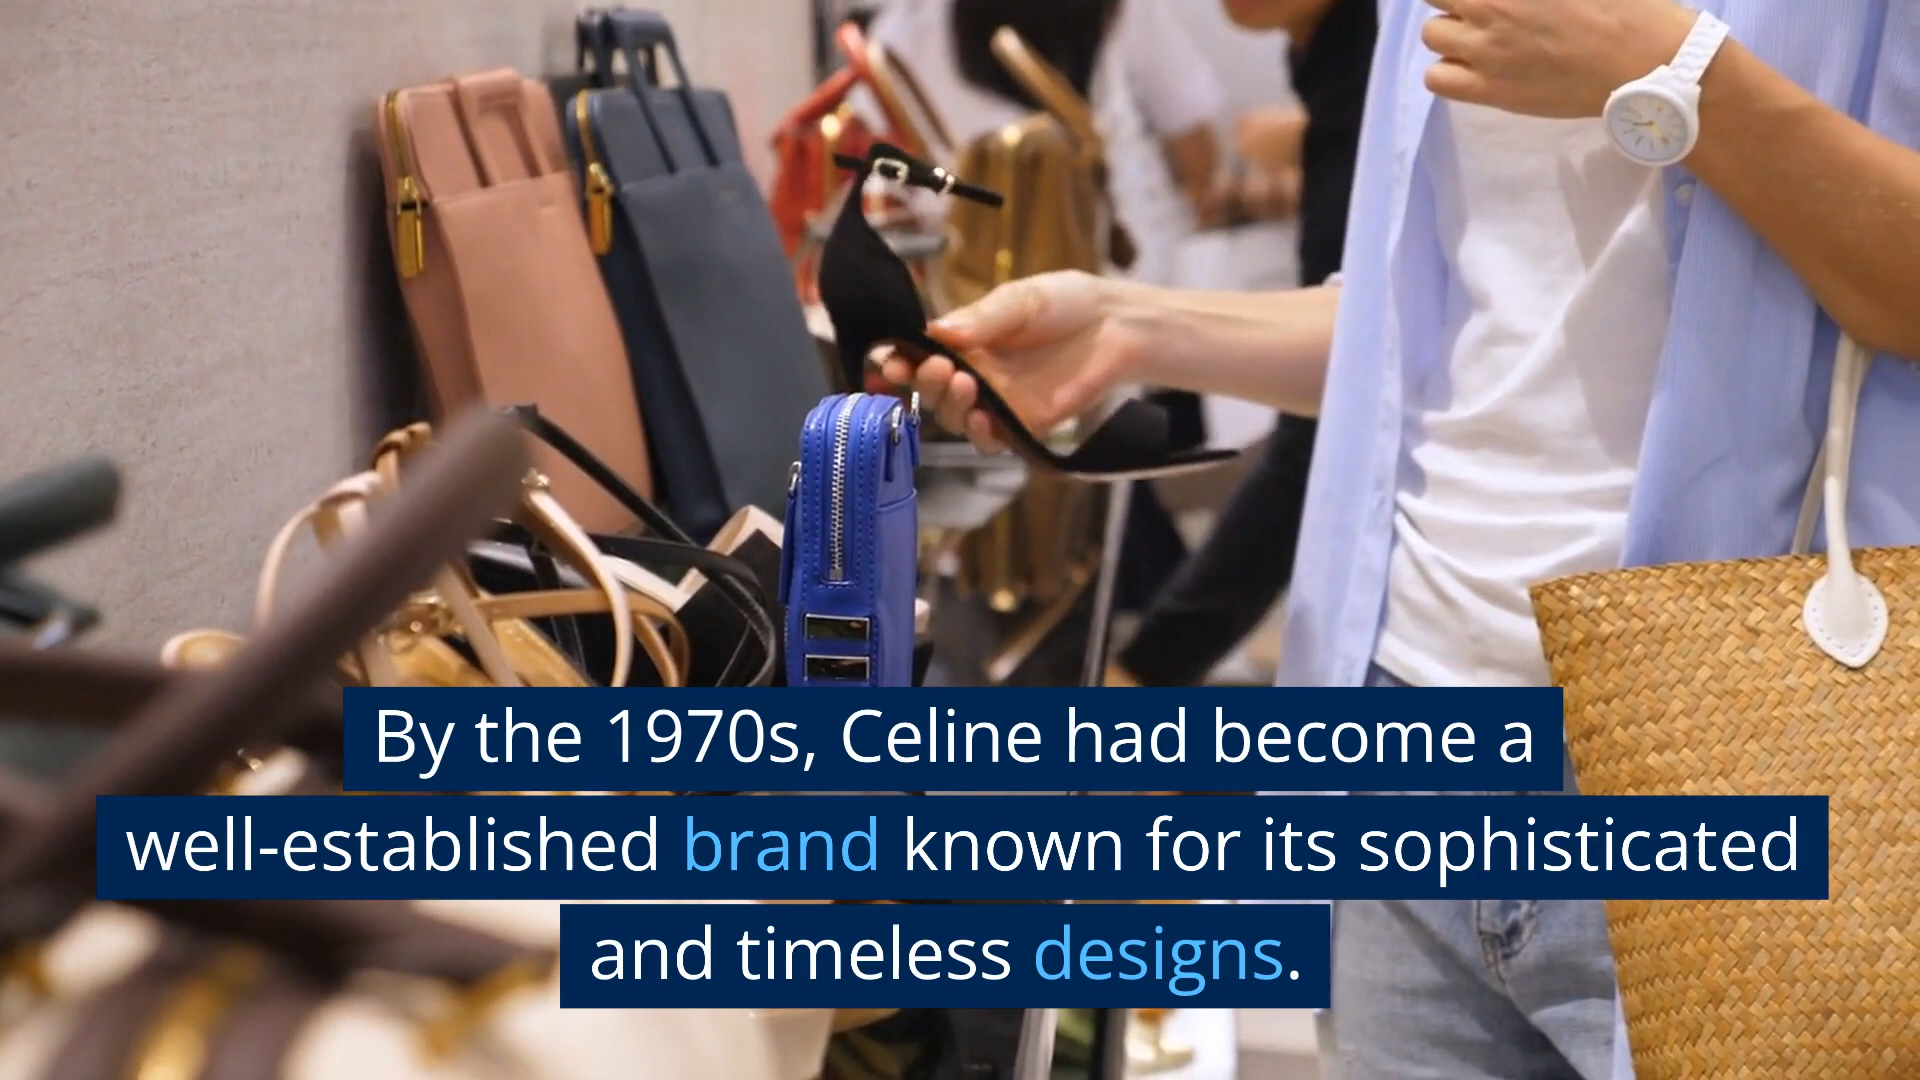 By the 1970s, Celine had become a
well-established brand known for its sophisticated
and timeless designs.